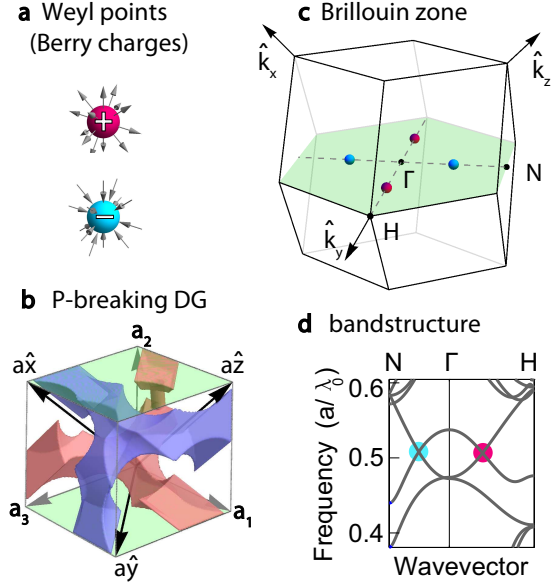 a Weyl points
(Berry charges)
+
−
b P-breaking DG
a₂
ax̂
aẑ
a₃
a₁
aŷ
c Brillouin zone
k̂x
k̂z
Γ
N
H
k̂y
d bandstructure
N Γ H
Frequency (a/λ₀)
0.6
0.5
0.4
Wavevector